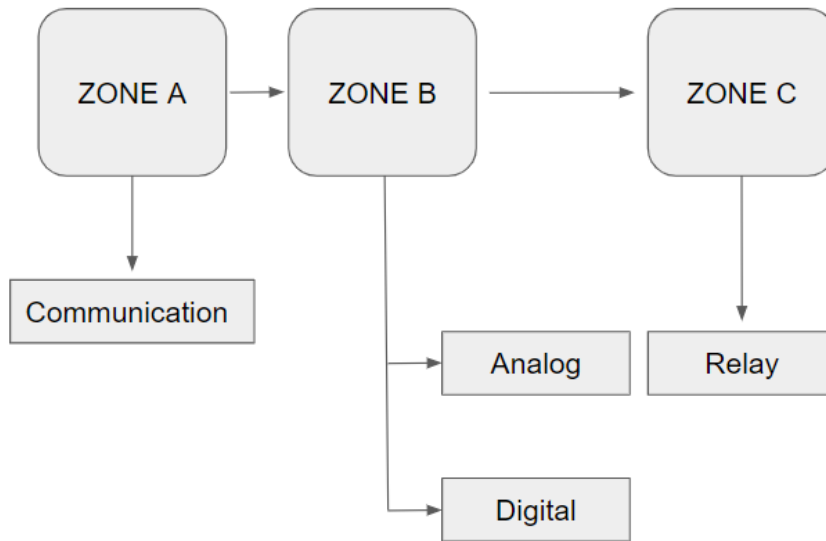 ZONE A
ZONE B
ZONE C
Communication
Analog
Relay
Digital